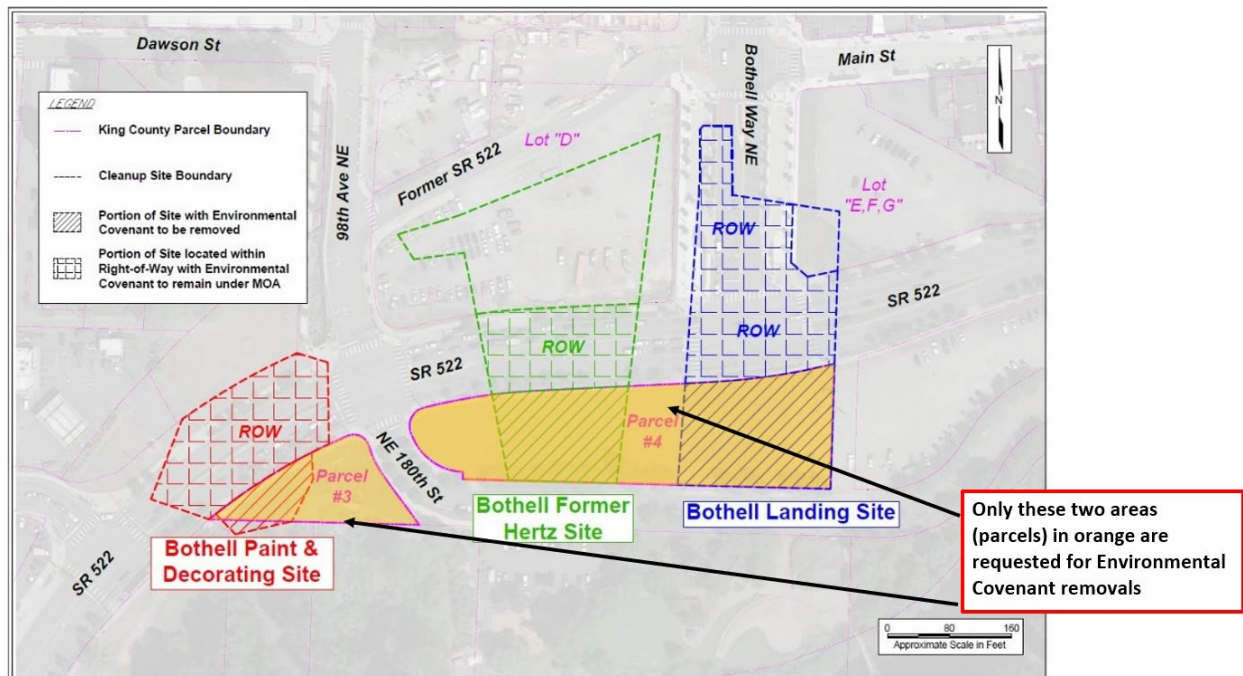 Dawson St
Main St
Bothell Way NE
N
LEGEND
King County Parcel Boundary
Cleanup Site Boundary
Portion of Site with Environmental
Covenant to be removed
Portion of Site located within
Right-of-Way with Environmental
Covenant to remain under MOA
98th Ave NE
Former SR 522
Lot "D"
Lot
"E,F,G"
ROW
ROW
ROW
SR 522
SR 522
ROW
Parcel
#3
NE 180th St
Parcel
#4
SR 522
Bothell Paint &
Decorating Site
Bothell Former
Hertz Site
Bothell Landing Site
Only these two areas
(parcels) in orange are
requested for Environmental
Covenant removals
0 80 160
Approximate Scale in Feet